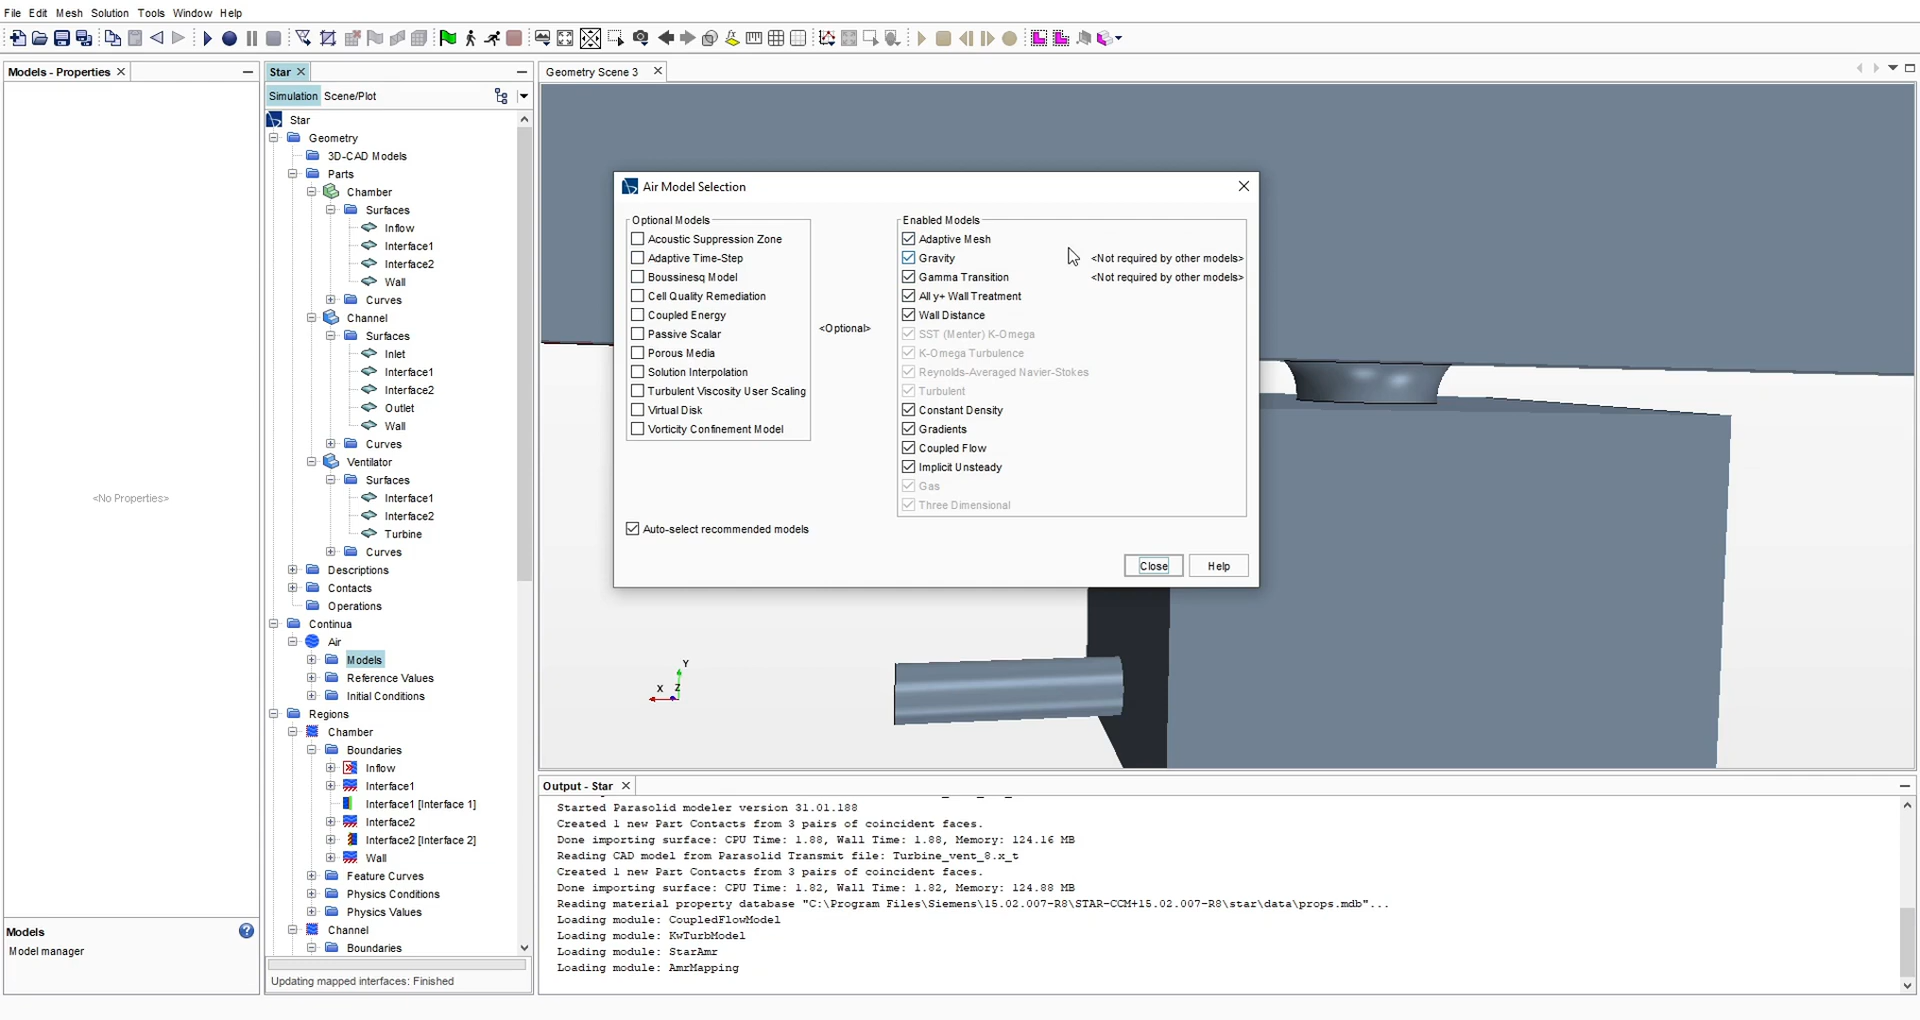 File Edit Mesh Solution Tools Window Help
Models - Properties
<No Properties>
Models
Model manager
Star
Simulation Scene/Plot
Star
Geometry
3D-CAD Models
Parts
Chamber
Surfaces
Inflow
Interface1
Interface2
Wall
Curves
Channel
Surfaces
Inlet
Interface1
Interface2
Outlet
Wall
Curves
Ventilator
Surfaces
Interface1
Interface2
Turbine
Curves
Descriptions
Contacts
Operations
Continua
Air
Models
Reference Values
Initial Conditions
Regions
Chamber
Boundaries
Inflow
Interface1
Interface1 [Interface 1]
Interface2
Interface2 [Interface 2]
Wall
Feature Curves
Physics Conditions
Physics Values
Channel
Boundaries
Updating mapped interfaces: Finished
Geometry Scene 3
Air Model Selection
Optional Models
Acoustic Suppression Zone
Adaptive Time-Step
Boussinesq Model
Cell Quality Remediation
Coupled Energy
Passive Scalar
Porous Media
Solution Interpolation
Turbulent Viscosity User Scaling
Virtual Disk
Vorticity Confinement Model
<Optional>
Enabled Models
Adaptive Mesh
Gravity <Not required by other models>
Gamma Transition <Not required by other models>
All y+ Wall Treatment
Wall Distance
SST (Menter) K-Omega
K-Omega Turbulence
Reynolds-Averaged Navier-Stokes
Turbulent
Constant Density
Gradients
Coupled Flow
Implicit Unsteady
Gas
Three Dimensional
Auto-select recommended models
Close Help
Y
X Z
Output - Star
Started Parasolid modeler version 31.01.188
Created 1 new Part Contacts from 3 pairs of coincident faces.
Done importing surface: CPU Time: 1.88, Wall Time: 1.88, Memory: 124.16 MB
Reading CAD model from Parasolid Transmit file: Turbine_vent_8.x_t
Created 1 new Part Contacts from 3 pairs of coincident faces.
Done importing surface: CPU Time: 1.82, Wall Time: 1.82, Memory: 124.88 MB
Reading material property database "C:\Program Files\Siemens\15.02.007-R8\STAR-CCM+15.02.007-R8\star\data\props.mdb"...
Loading module: CoupledFlowModel
Loading module: KwTurbModel
Loading module: StarAmr
Loading module: AmrMapping